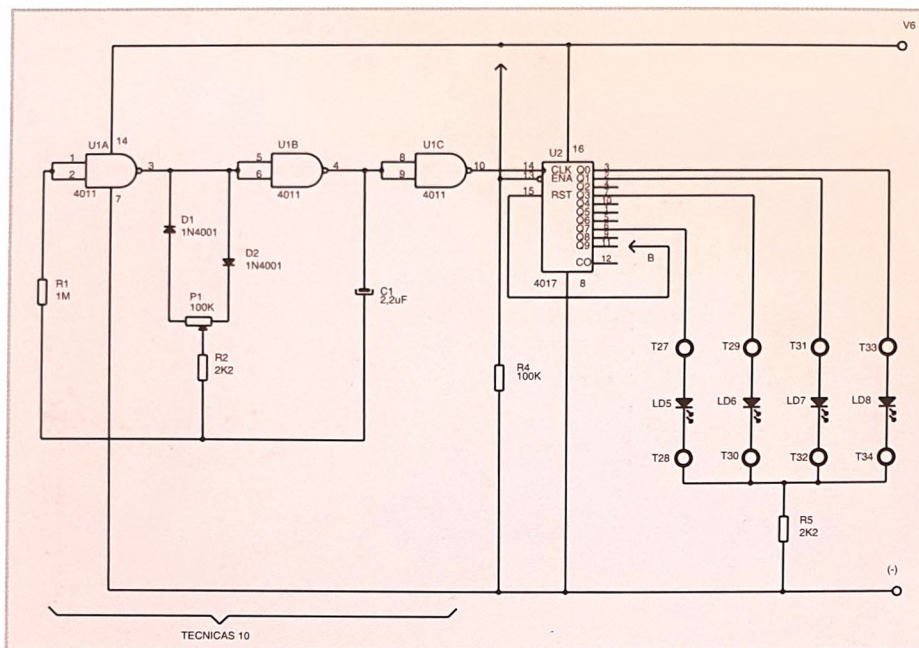 V6
U1A
14
1
2
3
4011
7
U1B
5
6
4
4011
U1C
8
9
10
4011
U2
16
14
13
15
CLK
ENA
RST
Q0
Q1
Q2
Q3
Q4
Q5
Q6
Q7
Q8
Q9
CO
3
2
4
7
10
1
5
6
9
11
12
4017
8
B
D1
1N4001
D2
1N4001
R1
1M
P1
100K
R2
2K2
C1
2,2uF
R4
100K
T27
T29
T31
T33
LD5
LD6
LD7
LD8
T28
T30
T32
T34
R5
2K2
(-)
TECNICAS 10